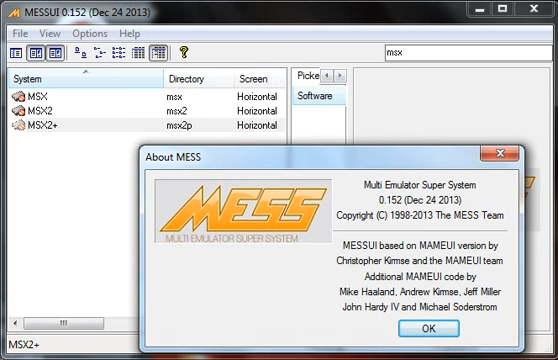 MESSUI 0.152 (Dec 24 2013)
File View Options Help
msx
System Directory Screen
MSX msx Horizontal
MSX2 msx2 Horizontal
MSX2+ msx2p Horizontal
Picke
Software
About MESS
MESS
MULTI EMULATOR SUPER SYSTEM
Multi Emulator Super System
0.152 (Dec 24 2013)
Copyright (C) 1998-2013 The MESS Team
MESSUI based on MAMEUI version by
Christopher Kirmse and the MAMEUI team
Additional MAMEUI code by
Mike Haaland, Andrew Kimse, Jeff Miller
John Hardy IV and Michael Soderstrom
OK
MSX2+